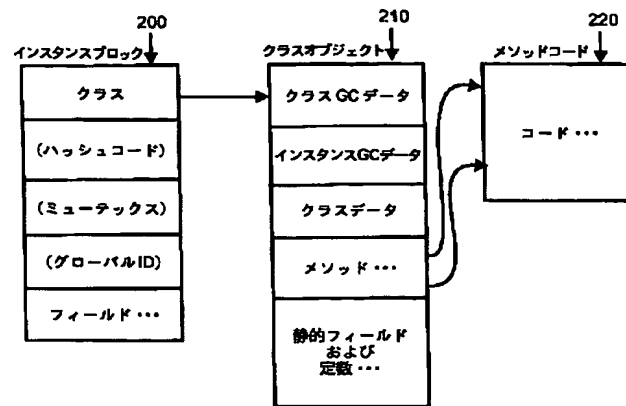 200
インスタンスブロック
クラス
(ハッシュコード)
(ミューテックス)
(グローバルID)
フィールド・・・
210
クラスオブジェクト
クラスGCデータ
インスタンスGCデータ
クラスデータ
メソッド・・・
静的フィールド
および
定数・・・
220
メソッドコード
コード・・・